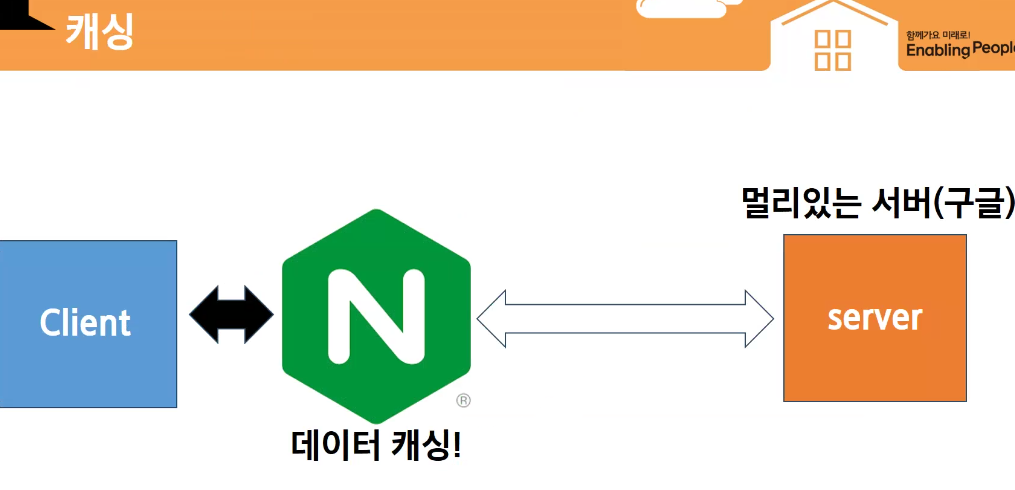 캐싱
함께가요 미래로!
Enabling People
멀리있는 서버(구글)
Client
N
®
server
데이터 캐싱!